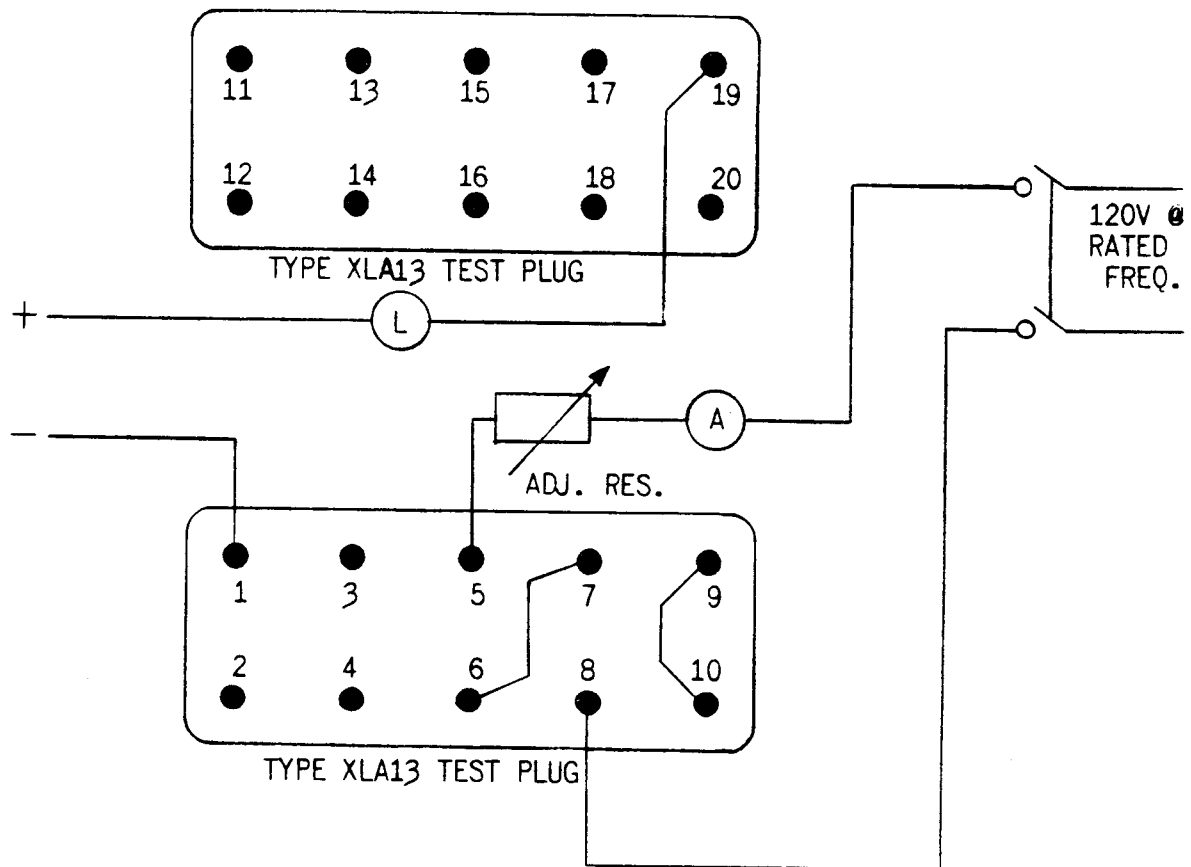 11 13 15 17 19
12 14 16 18 20
TYPE XLA13 TEST PLUG
120V @
RATED
FREQ.
+
L
A
−
ADJ. RES.
1 3 5 7 9
2 4 6 8 10
TYPE XLA13 TEST PLUG